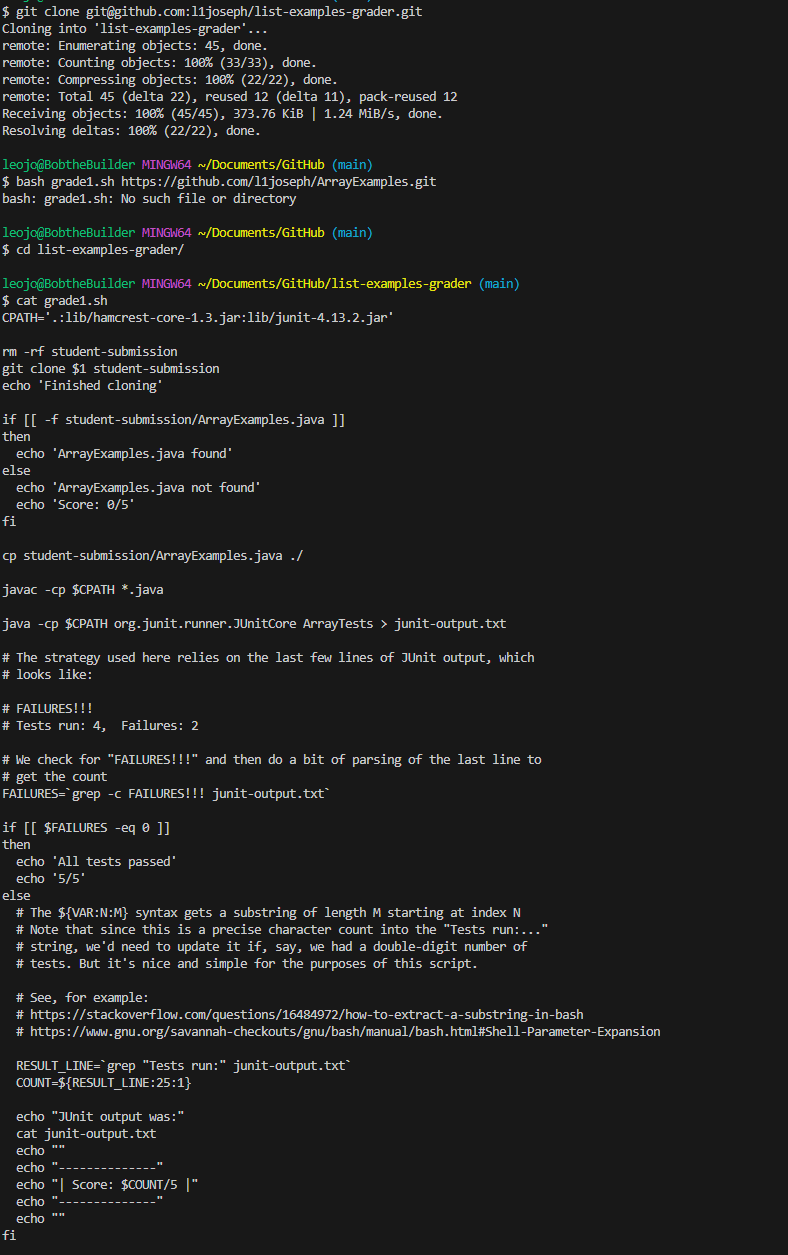 $ git clone git@github.com:l1joseph/list-examples-grader.git
Cloning into 'list-examples-grader'...
remote: Enumerating objects: 45, done.
remote: Counting objects: 100% (33/33), done.
remote: Compressing objects: 100% (22/22), done.
remote: Total 45 (delta 22), reused 12 (delta 11), pack-reused 12
Receiving objects: 100% (45/45), 373.76 KiB | 1.24 MiB/s, done.
Resolving deltas: 100% (22/22), done.

leojo@BobtheBuilder MINGW64 ~/Documents/GitHub (main)
$ bash grade1.sh https://github.com/l1joseph/ArrayExamples.git
bash: grade1.sh: No such file or directory

leojo@BobtheBuilder MINGW64 ~/Documents/GitHub (main)
$ cd list-examples-grader/

leojo@BobtheBuilder MINGW64 ~/Documents/GitHub/list-examples-grader (main)
$ cat grade1.sh
CPATH='.:lib/hamcrest-core-1.3.jar:lib/junit-4.13.2.jar'

rm -rf student-submission
git clone $1 student-submission
echo 'Finished cloning'

if [[ -f student-submission/ArrayExamples.java ]]
then
  echo 'ArrayExamples.java found'
else
  echo 'ArrayExamples.java not found'
  echo 'Score: 0/5'
fi

cp student-submission/ArrayExamples.java ./

javac -cp $CPATH *.java

java -cp $CPATH org.junit.runner.JUnitCore ArrayTests > junit-output.txt

# The strategy used here relies on the last few lines of JUnit output, which
# looks like:

# FAILURES!!!
# Tests run: 4,  Failures: 2

# We check for "FAILURES!!!" and then do a bit of parsing of the last line to
# get the count
FAILURES=`grep -c FAILURES!!! junit-output.txt`

if [[ $FAILURES -eq 0 ]]
then
  echo 'All tests passed'
  echo '5/5'
else
  # The ${VAR:N:M} syntax gets a substring of length M starting at index N
  # Note that since this is a precise character count into the "Tests run:..."
  # string, we'd need to update it if, say, we had a double-digit number of
  # tests. But it's nice and simple for the purposes of this script.

  # See, for example:
  # https://stackoverflow.com/questions/16484972/how-to-extract-a-substring-in-bash
  # https://www.gnu.org/savannah-checkouts/gnu/bash/manual/bash.html#Shell-Parameter-Expansion

  RESULT_LINE=`grep "Tests run:" junit-output.txt`
  COUNT=${RESULT_LINE:25:1}

  echo "JUnit output was:"
  cat junit-output.txt
  echo ""
  echo "--------------"
  echo "| Score: $COUNT/5 |"
  echo "--------------"
  echo ""
fi